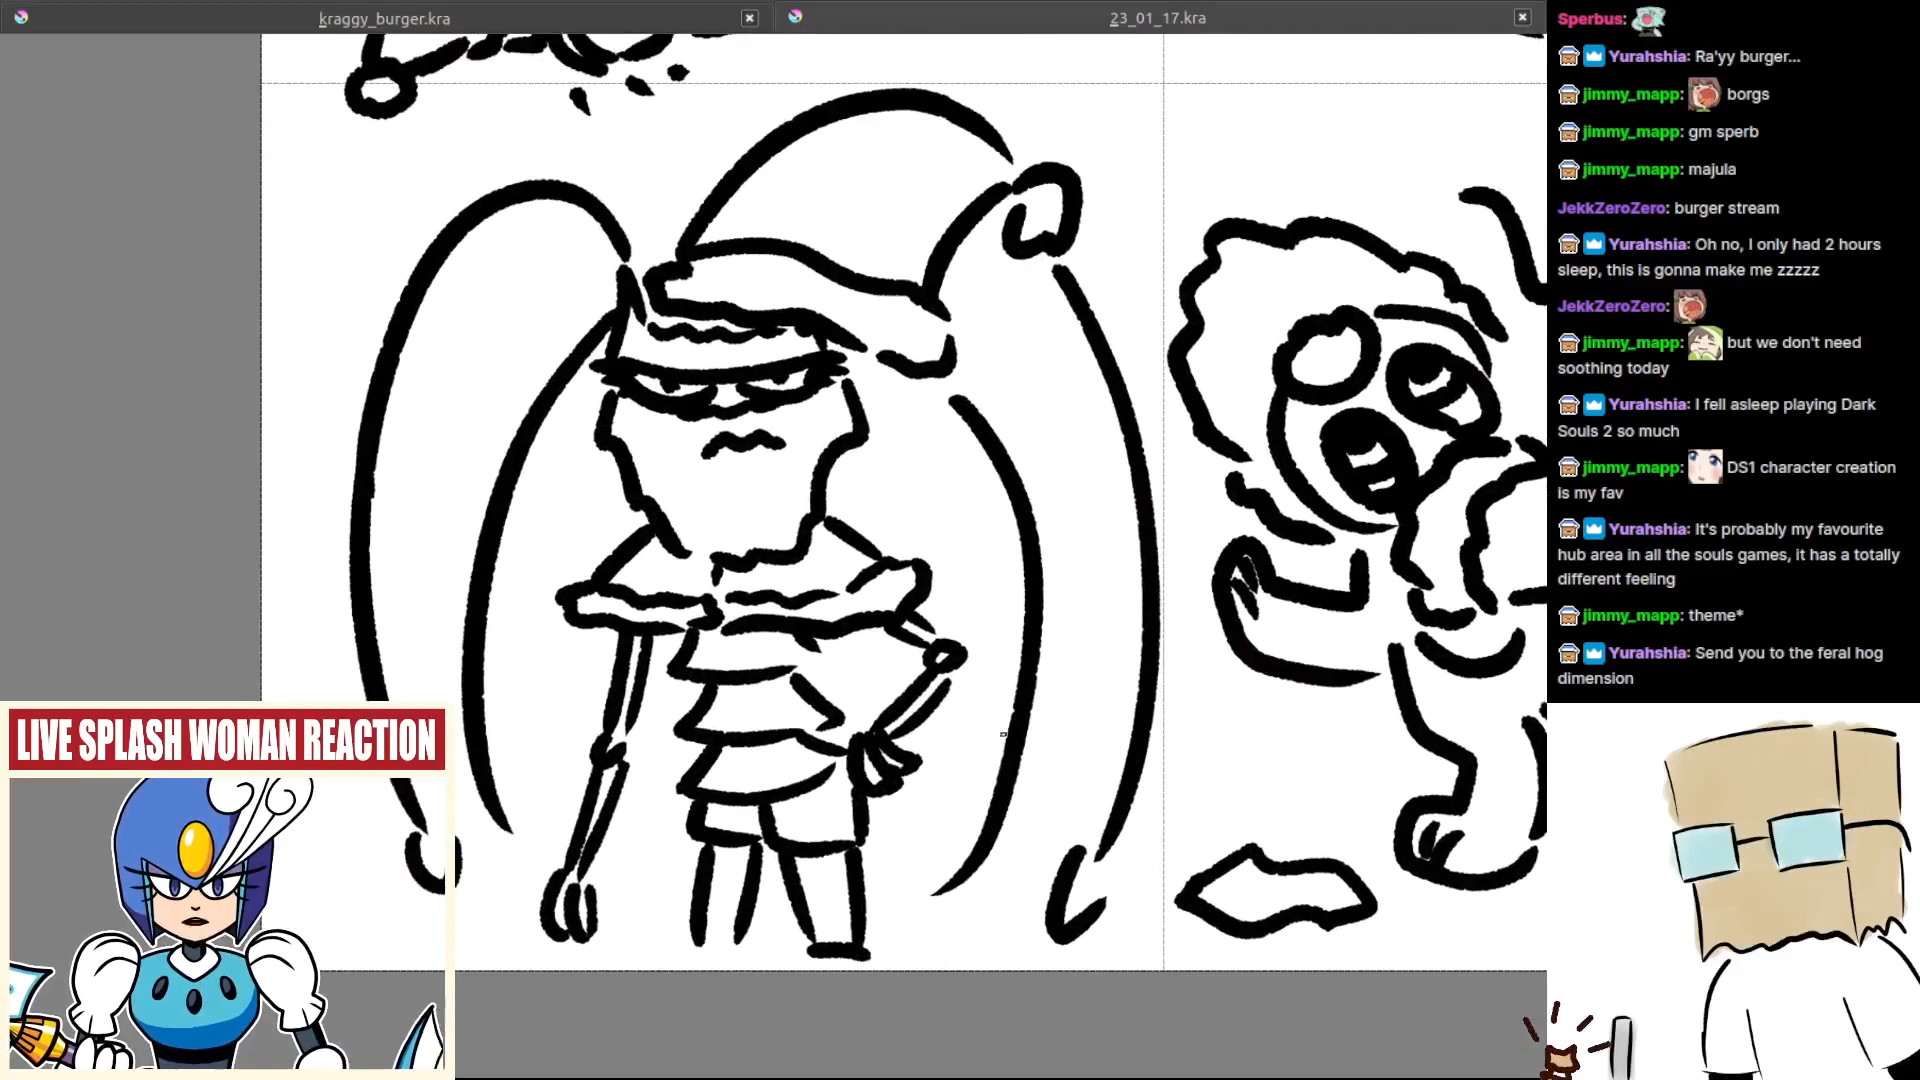 kraggy_burger.kra
23_01_17.kra
Sperbus:
Yurahshia: Ra'yy burger...
jimmy_mapp: borgs
jimmy_mapp: gm sperb
jimmy_mapp: majula
JekkZeroZero: burger stream
Yurahshia: Oh no, I only had 2 hours
sleep, this is gonna make me zzzzz
JekkZeroZero:
jimmy_mapp: but we don't need
soothing today
Yurahshia: I fell asleep playing Dark
Souls 2 so much
jimmy_mapp: DS1 character creation
is my fav
Yurahshia: It's probably my favourite
hub area in all the souls games, it has a totally
different feeling
jimmy_mapp: theme*
Yurahshia: Send you to the feral hog
dimension
LIVE SPLASH WOMAN REACTION